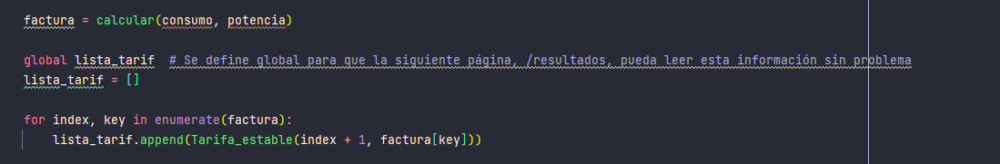 factura = calcular(consumo, potencia)
global lista_tarif  # Se define global para que la siguiente página, /resultados, pueda leer esta información sin problema
lista_tarif = []
for index, key in enumerate(factura):
lista_tarif.append(Tarifa_estable(index + 1, factura[key]))